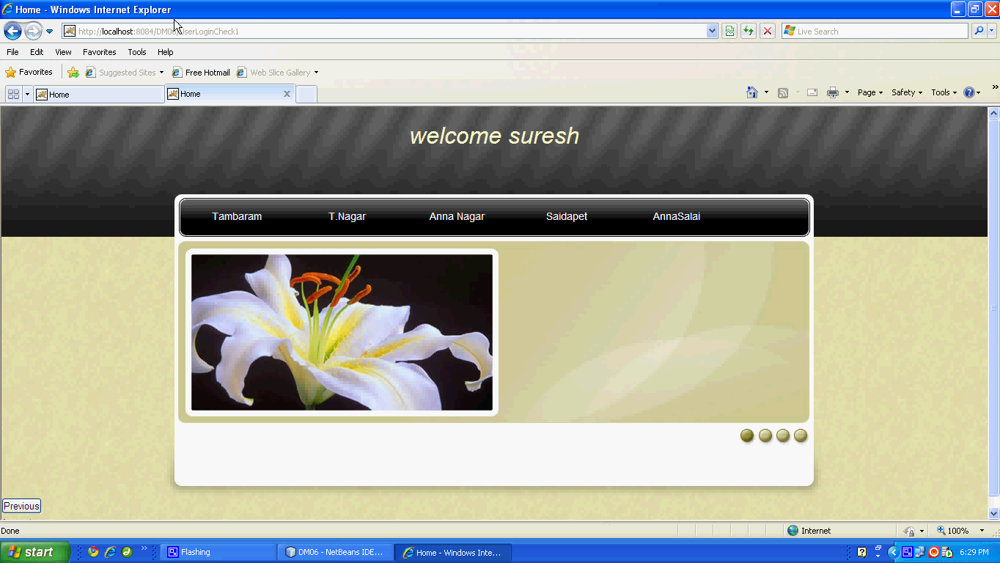 Home - Windows Internet Explorer
http://localhost:8084/DM06/UserLoginCheck1
Live Search
File Edit View Favorites Tools Help
Favorites Suggested Sites Free Hotmail Web Slice Gallery
Home Home Page Safety Tools
welcome suresh
Tambaram T.Nagar Anna Nagar Saidapet AnnaSalai
Previous
Done Internet 100%
start Flashing DM06 - NetBeans IDE... Home - Windows Inte... 6:29 PM